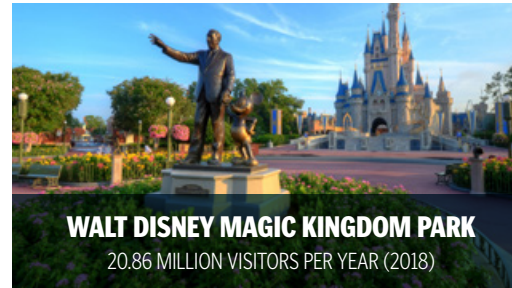 WALT DISNEY MAGIC KINGDOM PARK
20.86 MILLION VISITORS PER YEAR (2018)